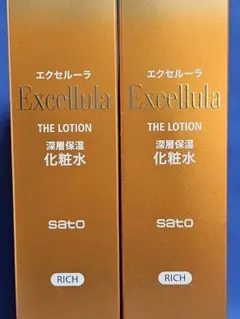 エクセルーラ
Excellula
THE LOTION
深層保湿
化粧水
sato
RICH
エクセルーラ
Excellula
THE LOTION
深層保湿
化粧水
sato
RICH